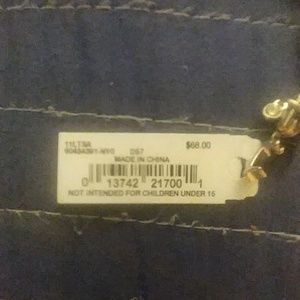 $68.00
MADE IN CHINA
0 13742 21700 1
NOT INTENDED FOR CHILDREN UNDER 15